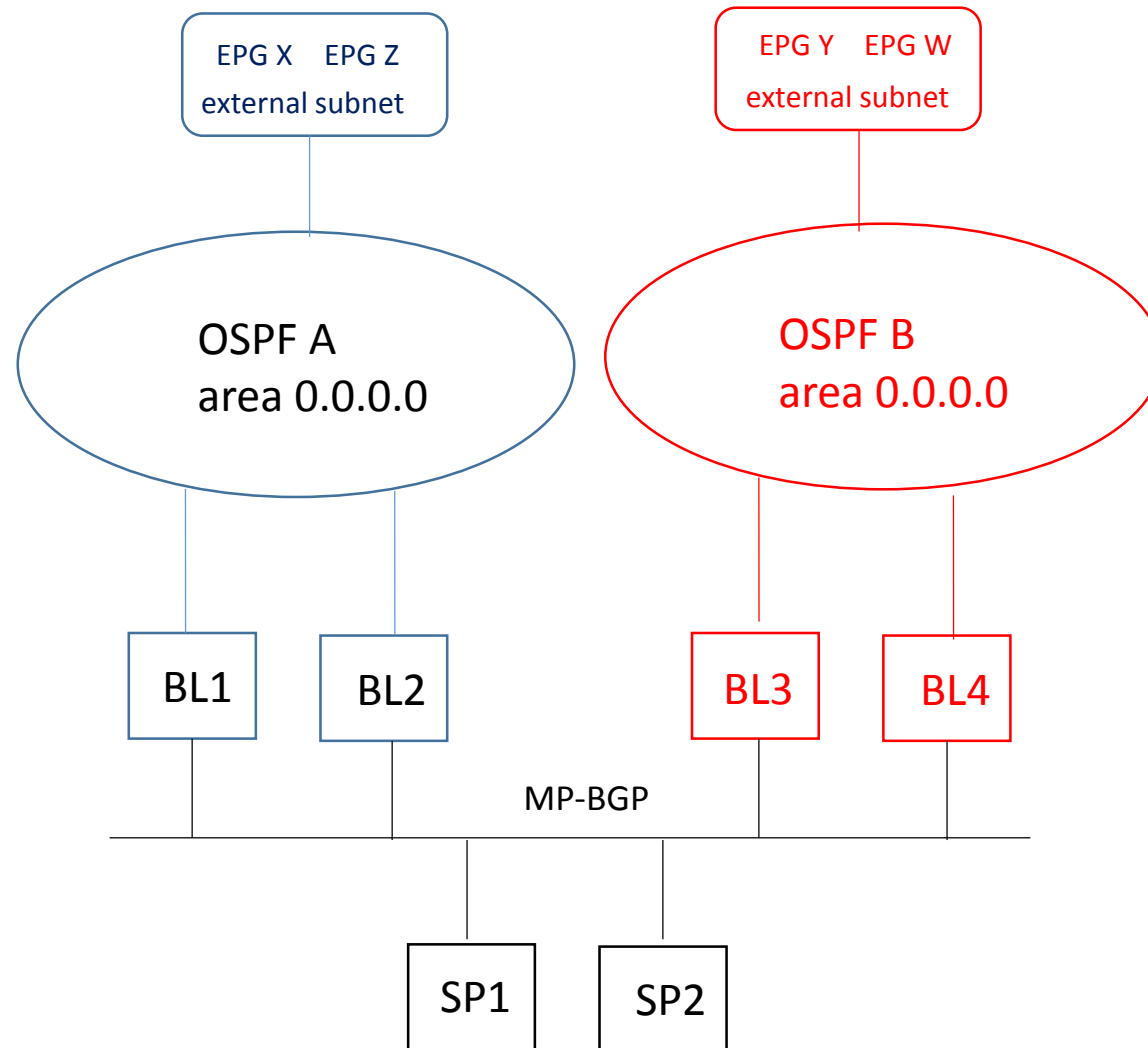 EPG X EPG Z
external subnet
EPG Y EPG W
external subnet
OSPF A
area 0.0.0.0
OSPF B
area 0.0.0.0
BL1
BL2
BL3
BL4
MP-BGP
SP1
SP2